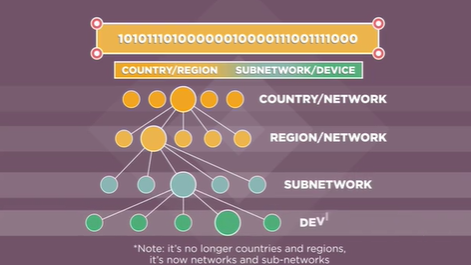 10101110100000010000111001111000
COUNTRY/REGION SUBNETWORK/DEVICE
COUNTRY/NETWORK
REGION/NETWORK
SUBNETWORK
DEV
*Note: it's no longer countries and regions,
it's now networks and sub-networks